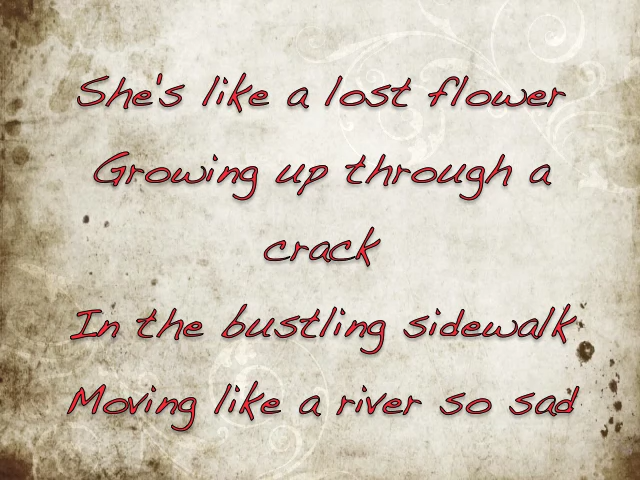 She's like a lost flower
Growing up through a
crack
In the bustling sidewalk
Moving like a river so sad